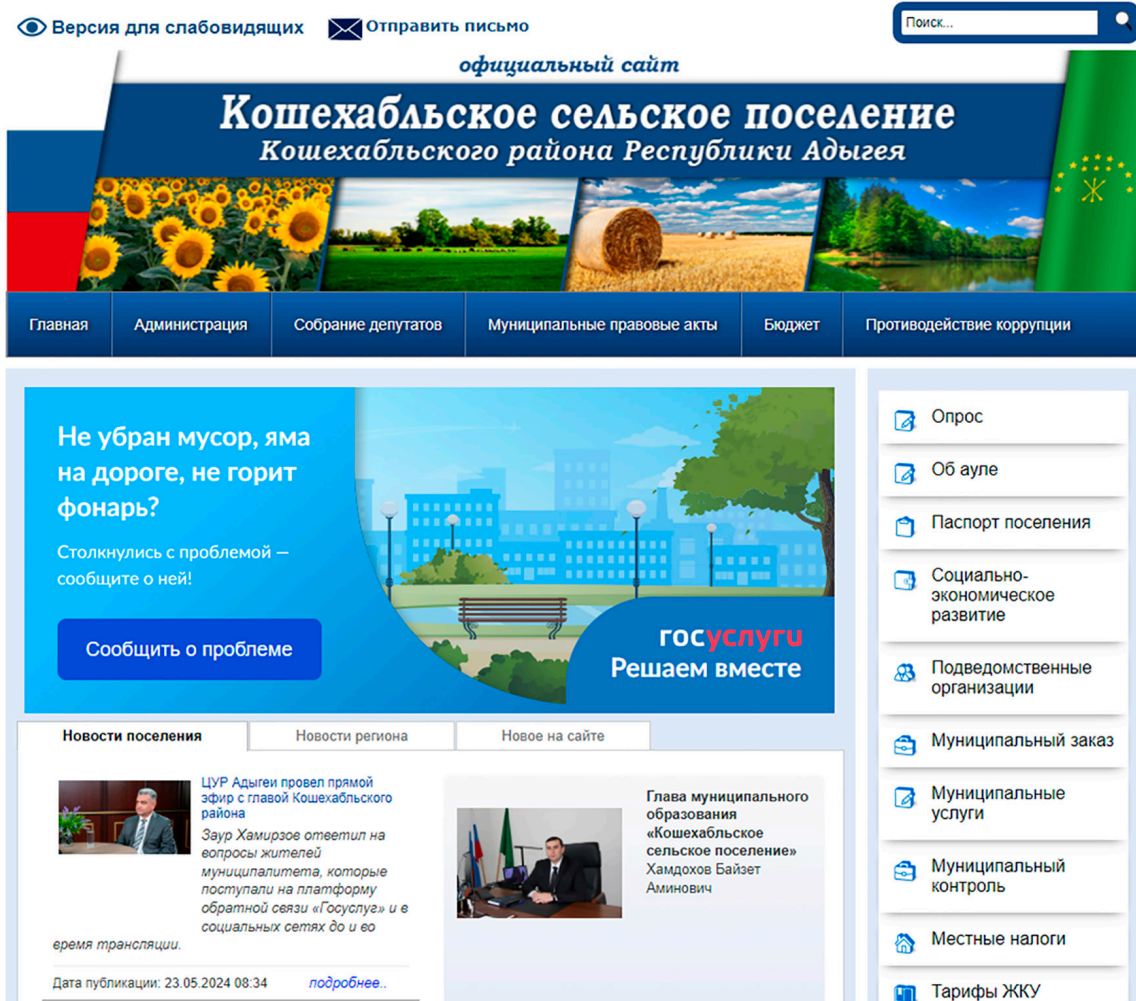 Версия для слабовидящих
Отправить письмо
Поиск...
официальный сайт
Кошехабльское сельское поселение
Кошехабльского района Республики Адыгея
Главная
Администрация
Собрание депутатов
Муниципальные правовые акты
Бюджет
Противодействие коррупции
Не убран мусор, яма
на дороге, не горит
фонарь?
Столкнулись с проблемой —
сообщите о ней!
Сообщить о проблеме
госуслуги
Решаем вместе
Новости поселения
Новости региона
Новое на сайте
ЦУР Адыгеи провел прямой
эфир с главой Кошехабльского
района
Заур Хамирзов ответил на
вопросы жителей
муниципалитета, которые
поступали на платформу
обратной связи «Госуслуг» и в
социальных сетях до и во
время трансляции.
Дата публикации: 23.05.2024 08:34
подробнее..
Глава муниципального
образования
«Кошехабльское
сельское поселение»
Хамдохов Байзет
Аминович
Опрос
Об ауле
Паспорт поселения
Социально-
экономическое
развитие
Подведомственные
организации
Муниципальный заказ
Муниципальные
услуги
Муниципальный
контроль
Местные налоги
Тарифы ЖКУ